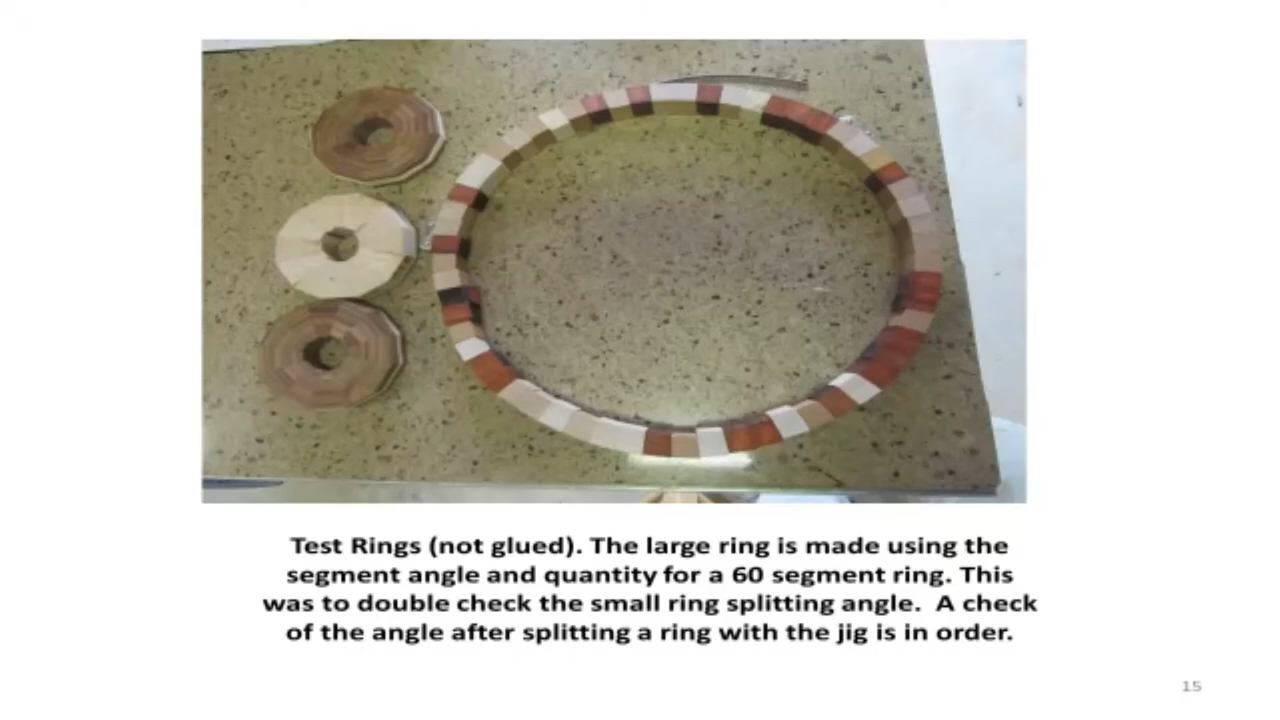 Test Rings (not glued). The large ring is made using the
segment angle and quantity for a 60 segment ring. This
was to double check the small ring splitting angle.  A check
of the angle after splitting a ring with the jig is in order.
15